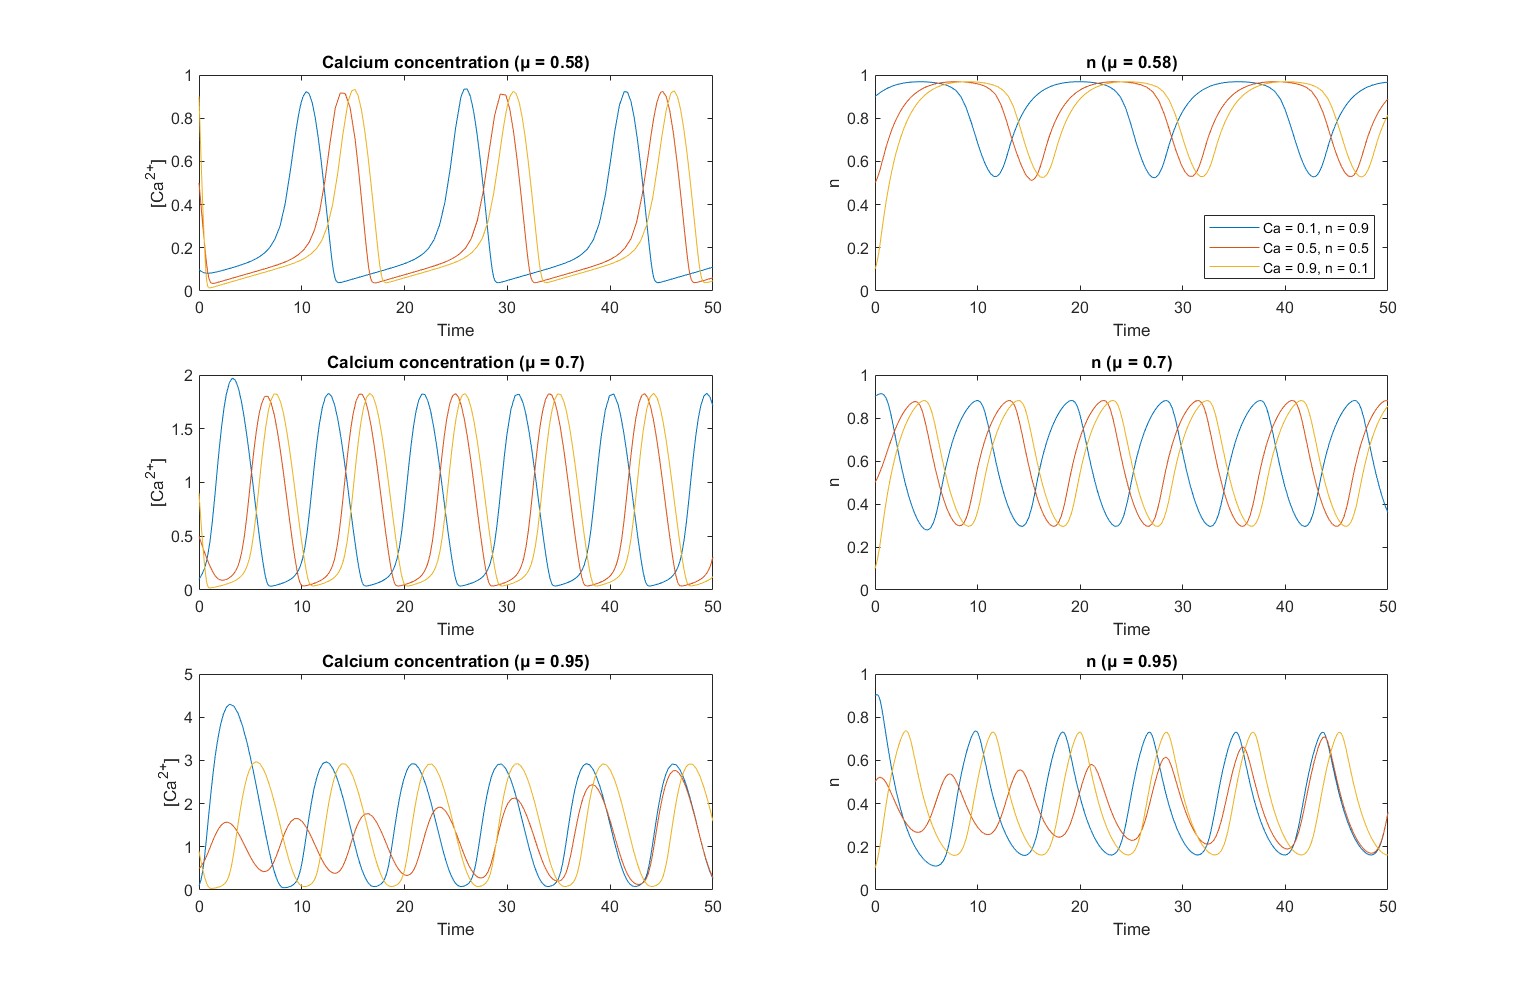 Calcium concentration (μ = 0.58)
[Ca2+]
1
0.8
0.6
0.4
0.2
0
0 10 20 30 40 50
Time
n (μ = 0.58)
n
1
0.8
0.6
0.4
0.2
0
Ca = 0.1, n = 0.9
Ca = 0.5, n = 0.5
Ca = 0.9, n = 0.1
0 10 20 30 40 50
Time
Calcium concentration (μ = 0.7)
[Ca2+]
2
1.5
1
0.5
0
0 10 20 30 40 50
Time
n (μ = 0.7)
n
1
0.8
0.6
0.4
0.2
0
0 10 20 30 40 50
Time
Calcium concentration (μ = 0.95)
[Ca2+]
5
4
3
2
1
0
0 10 20 30 40 50
Time
n (μ = 0.95)
n
1
0.8
0.6
0.4
0.2
0
0 10 20 30 40 50
Time